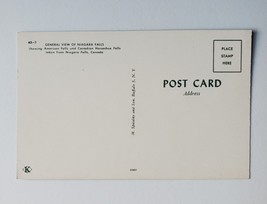 GENERAL VIEW OF NIAGARA FALLS
Showing American Falls and Canadian Horseshoe Falls
taken from Niagara Falls, Canada
PLACE
STAMP
HERE
POST CARD
Address
K